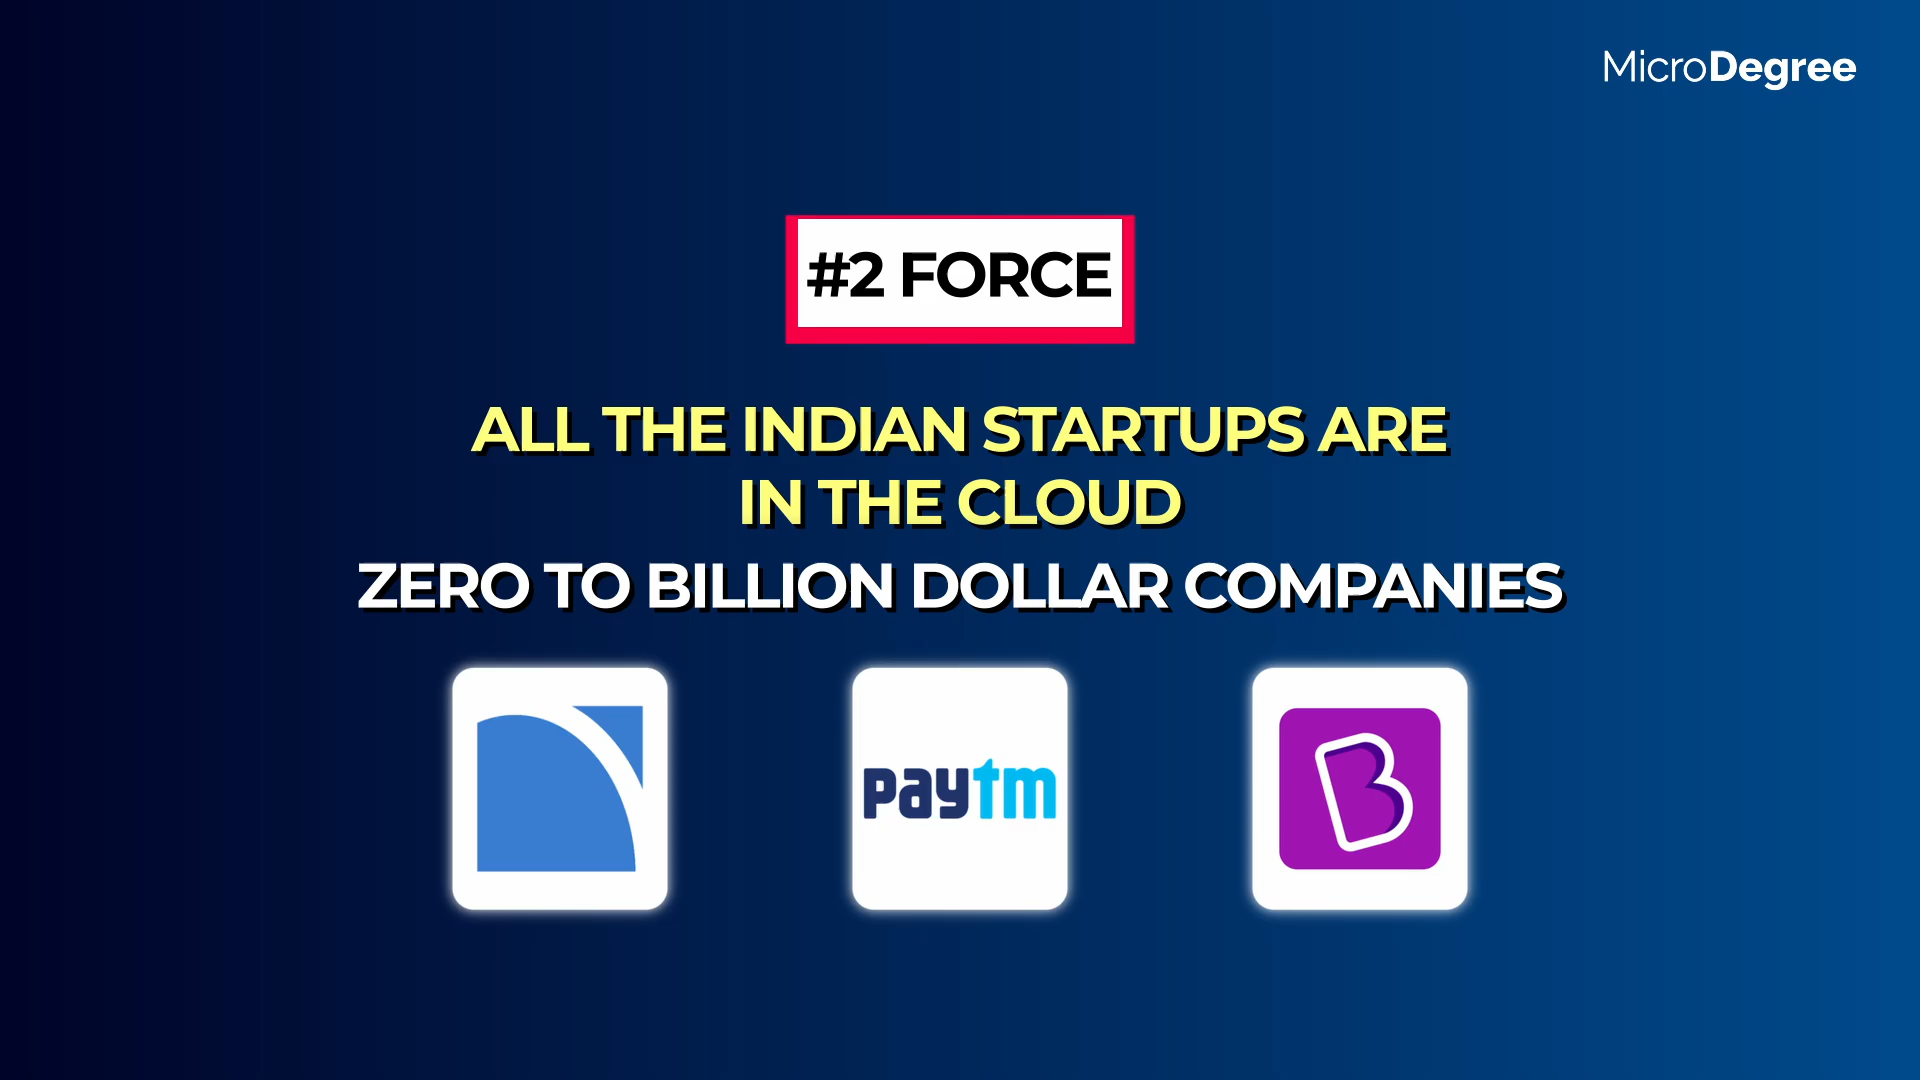 MicroDegree
#2 FORCE
ALL THE INDIAN STARTUPS ARE
IN THE CLOUD
ZERO TO BILLION DOLLAR COMPANIES
paytm
B